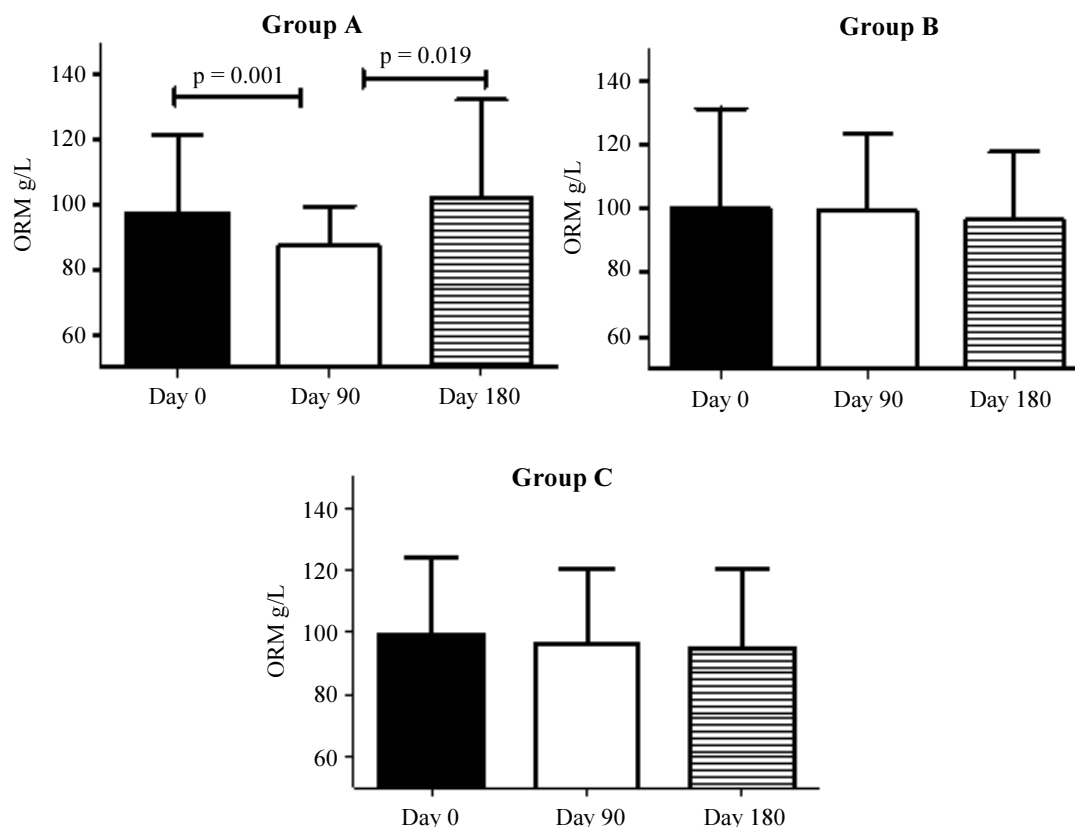 Group A
p = 0.001
p = 0.019
ORM g/L
140
120
100
80
60
Day 0
Day 90
Day 180
Group B
ORM g/L
140
120
100
80
60
Day 0
Day 90
Day 180
Group C
ORM g/L
140
120
100
80
60
Day 0
Day 90
Day 180